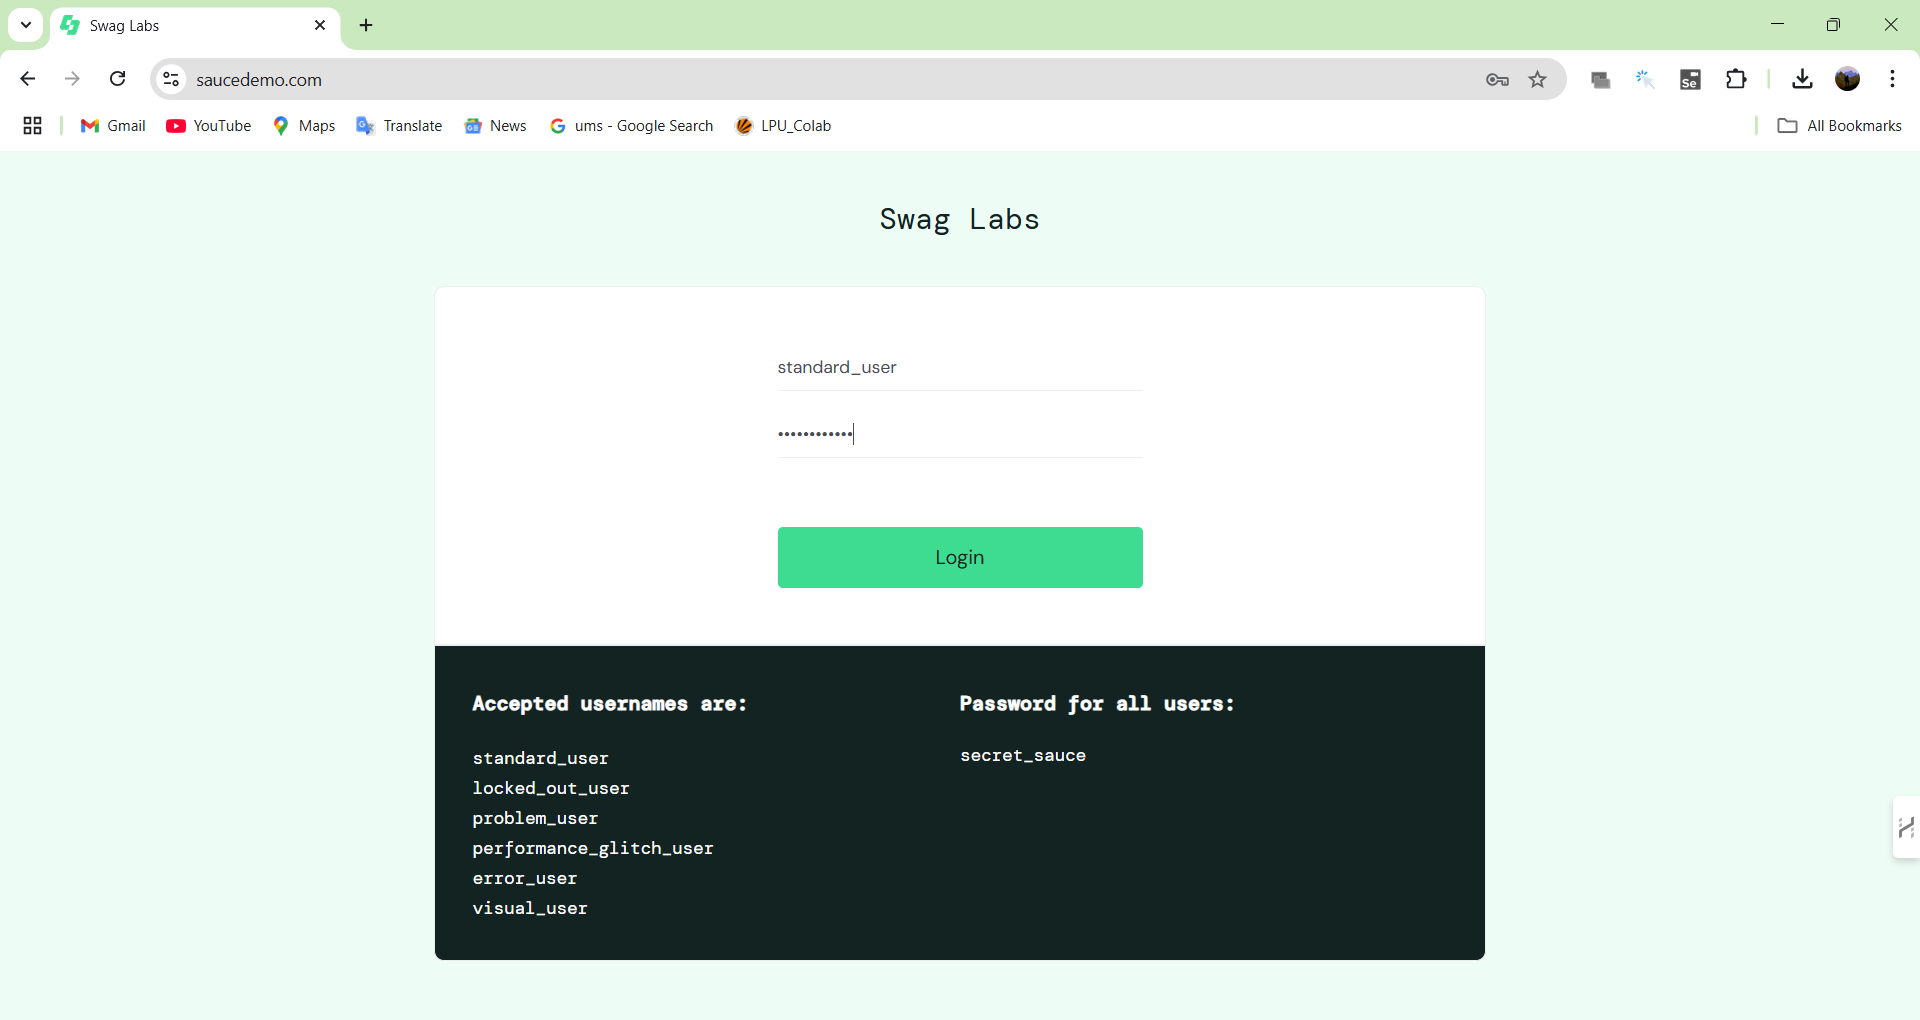 Swag Labs
saucedemo.com
Gmail YouTube Maps Translate News ums - Google Search LPU_Colab All Bookmarks
Swag Labs
standard_user
••••••••••••
Login
Accepted usernames are:
standard_user
locked_out_user
problem_user
performance_glitch_user
error_user
visual_user
Password for all users:
secret_sauce